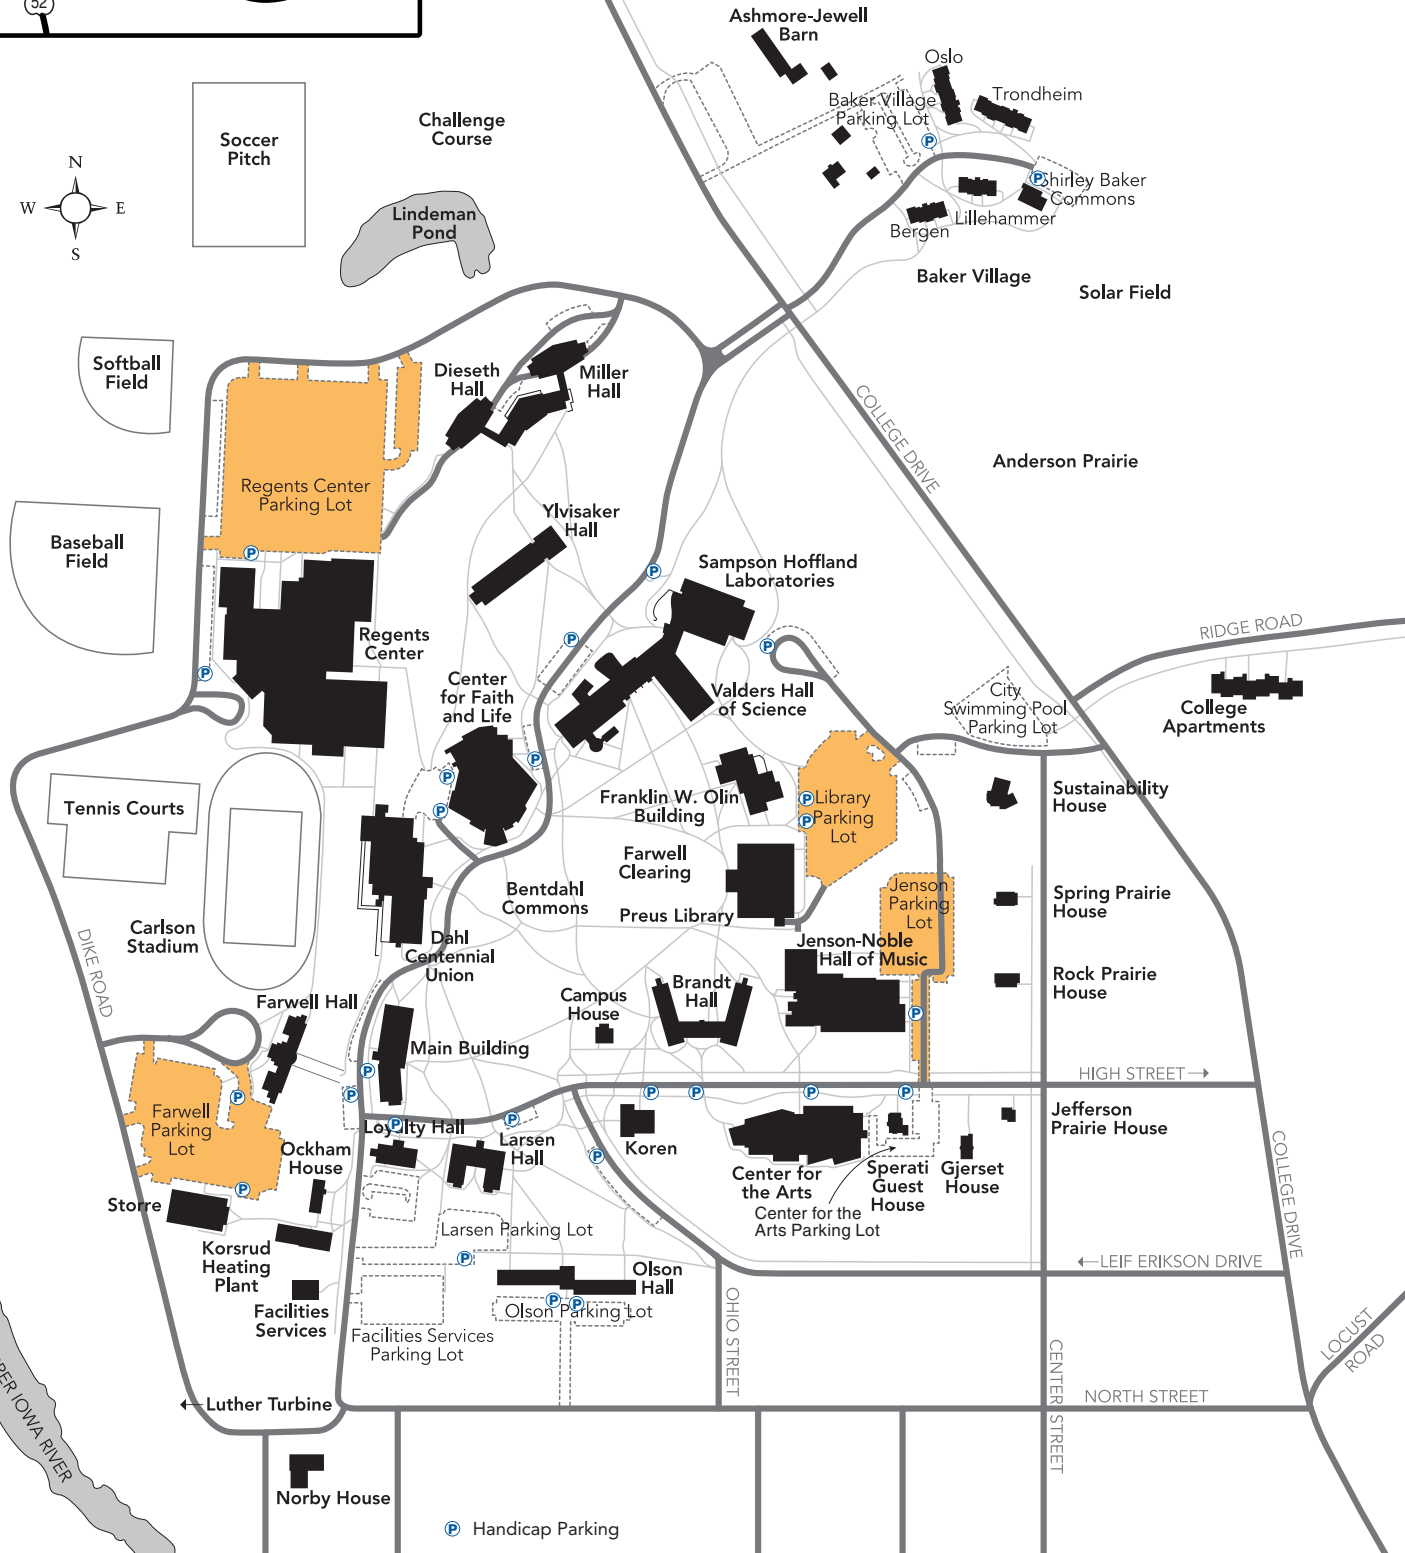 52
Ashmore-Jewell
Barn
Oslo
Trondheim
Baker Village
Parking Lot
P
P
Shirley Baker
Commons
Lillehammer
Bergen
Baker Village
Solar Field
Soccer
Pitch
Challenge
Course
N
W
E
S
Lindeman
Pond
Softball
Field
Dieseth
Hall
Miller
Hall
COLLEGE DRIVE
Anderson Prairie
Regents Center
Parking Lot
P
Baseball
Field
Ylvisaker
Hall
P
Sampson Hoffland
Laboratories
P
P
RIDGE ROAD
Regents
Center
P
Center
for Faith
and Life
Valders Hall
of Science
City
Swimming Pool
Parking Lot
College
Apartments
P
P
P
Tennis Courts
Franklin W. Olin
Building
P
P
Library
Parking
Lot
Sustainability
House
Farwell
Clearing
Bentdahl
Commons
Preus Library
Jenson
Parking
Lot
Spring Prairie
House
Carlson
Stadium
Dahl
Centennial
Union
Jenson-Noble
Hall of Music
DIKE ROAD
Farwell Hall
Campus
House
Brandt
Hall
Rock Prairie
House
P
Main Building
P
P
P
HIGH STREET
P
P
P
P
Farwell
Parking
Lot
Loyalty Hall
P
P
Larsen
Hall
Koren
Jefferson
Prairie House
Ockham
House
P
P
Center for
the Arts
Sperati
Guest
House
Gjerset
House
Center for the
Arts Parking Lot
COLLEGE DRIVE
Storre
Larsen Parking Lot
P
Korsrud
Heating
Plant
LEIF ERIKSON DRIVE
Olson
Hall
P
P
Olson Parking Lot
Facilities
Services
Facilities Services
Parking Lot
OHIO STREET
CENTER STREET
LOCUST
ROAD
Luther Turbine
NORTH STREET
IOWA RIVER
Norby House
P
Handicap Parking